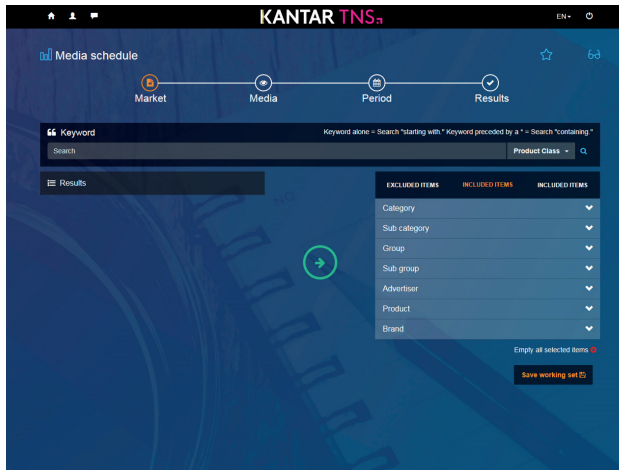 KANTAR TNS
EN
Media schedule
Market
Media
Period
Results
Keyword
Keyword alone = Search "starting with." Keyword preceded by a * = Search "containing."
Search
Product Class
Results
EXCLUDED ITEMS
INCLUDED ITEMS
INCLUDED ITEMS
Category
Sub category
Group
Sub group
Advertiser
Product
Brand
Empty all selected items
Save working set